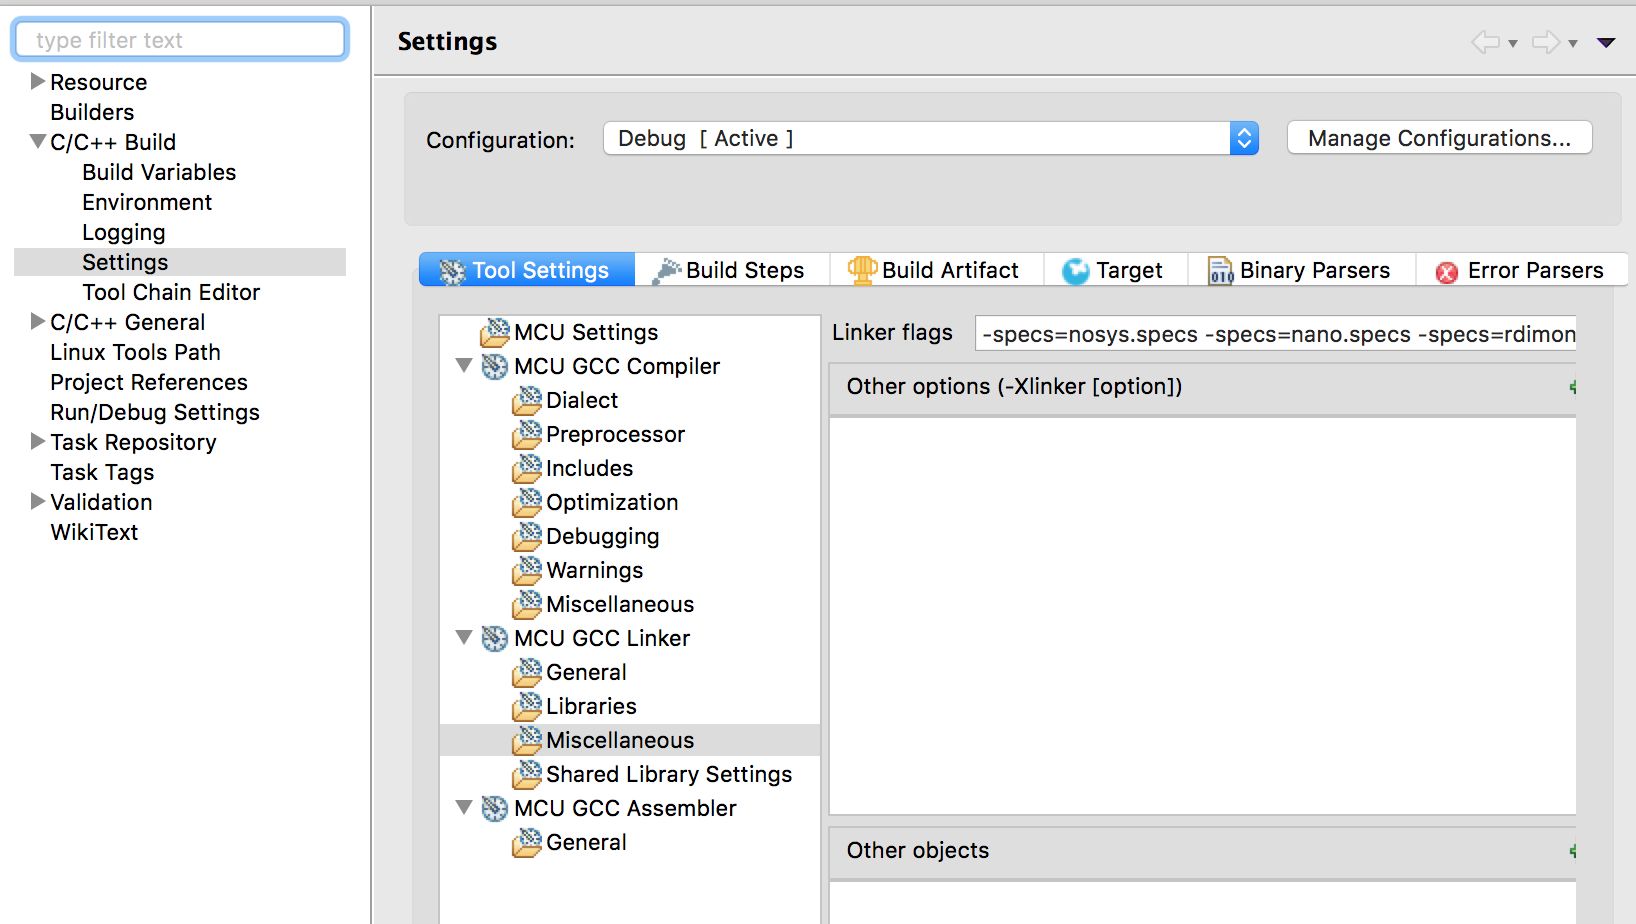 type filter text
Resource
Builders
C/C++ Build
Build Variables
Environment
Logging
Settings
Tool Chain Editor
C/C++ General
Linux Tools Path
Project References
Run/Debug Settings
Task Repository
Task Tags
Validation
WikiText
Settings
Configuration: Debug [ Active ] Manage Configurations...
Tool Settings Build Steps Build Artifact Target Binary Parsers Error Parsers
MCU Settings
MCU GCC Compiler
Dialect
Preprocessor
Includes
Optimization
Debugging
Warnings
Miscellaneous
MCU GCC Linker
General
Libraries
Miscellaneous
Shared Library Settings
MCU GCC Assembler
General
Linker flags -specs=nosys.specs -specs=nano.specs -specs=rdimon
Other options (-Xlinker [option])
Other objects